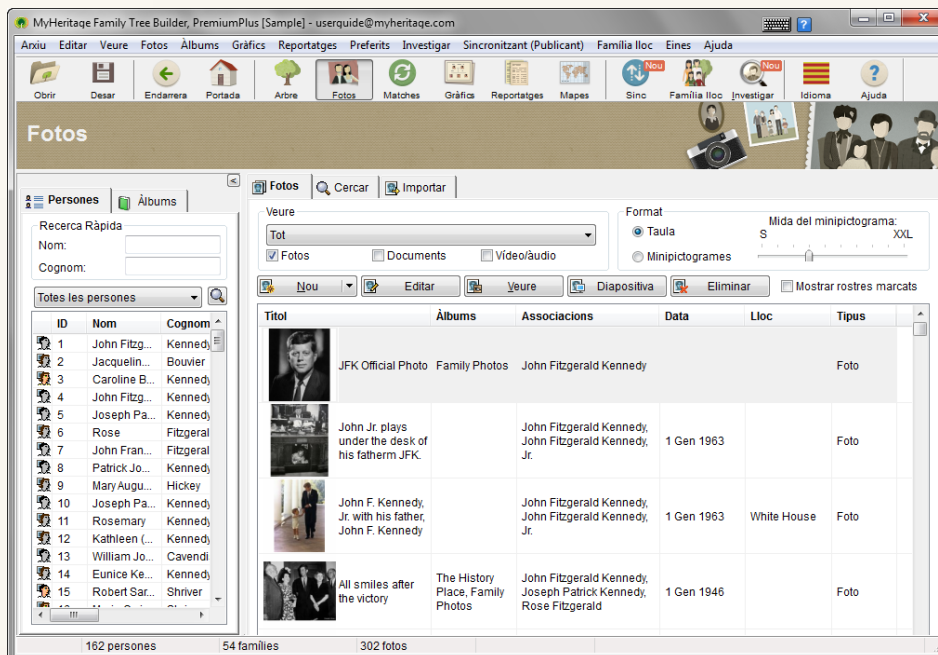 MyHeritage Family Tree Builder, PremiumPlus [Sample] - userguide@myheritage.com
Arxiu Editar Veure Fotos Àlbums Gràfics Reportatges Preferits Investigar Sincronitzant (Publicant) Família lloc Eines Ajuda
Nou Nou
Obrir Desar Endarrera Portada Arbre Fotos Matches Gràfics Reportatges Mapes Sinc Família lloc Investigar Idioma Ajuda
Fotos
Persones Àlbums
Recerca Ràpida
Nom:
Cognom:
Totes les persones
ID Nom Cognom
1 John Fitzg... Kennedy
2 Jacquelin... Bouvier
3 Caroline B... Kennedy
4 John Fitzg... Kennedy
5 Joseph Pa... Kennedy
6 Rose Fitzgeral
7 John Fran... Fitzgeral
8 Patrick Jo... Kennedy
9 Mary Augu... Hickey
10 Joseph Pa... Kennedy
11 Rosemary Kennedy
12 Kathleen (... Kennedy
13 William Jo... Cavendi
14 Eunice Ke... Kennedy
15 Robert Sar... Shriver
Fotos Cercar Importar
Veure
Tot
Fotos Documents Vídeo/àudio
Format
Taula
Minipictogrames
Mida del minipictograma:
S XXL
Nou Editar Veure Diapositiva Eliminar Mostrar rostres marcats
Títol Àlbums Associacions Data Lloc Tipus
JFK Official Photo Family Photos John Fitzgerald Kennedy Foto
John Jr. plays
under the desk of
his fatherm JFK.
John Fitzgerald Kennedy,
John Fitzgerald Kennedy,
Jr.
1 Gen 1963 Foto
John F. Kennedy,
Jr. with his father,
John F. Kennedy
John Fitzgerald Kennedy,
John Fitzgerald Kennedy,
Jr.
1 Gen 1963 White House Foto
All smiles after
the victory
The History
Place, Family
Photos
John Fitzgerald Kennedy,
Joseph Patrick Kennedy,
Rose Fitzgerald
1 Gen 1946 Foto
162 persones 54 famílies 302 fotos